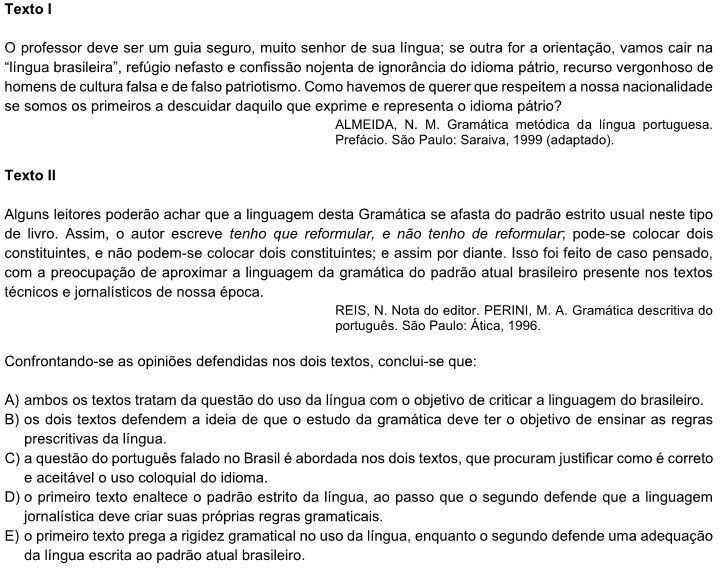 Texto I
O professor deve ser um guia seguro, muito senhor de sua língua; se outra for a orientação, vamos cair na
“língua brasileira”, refúgio nefasto e confissão nojenta de ignorância do idioma pátrio, recurso vergonhoso de
homens de cultura falsa e de falso patriotismo. Como havemos de querer que respeitem a nossa nacionalidade
se somos os primeiros a descuidar daquilo que exprime e representa o idioma pátrio?
ALMEIDA, N. M. Gramática metódica da língua portuguesa.
Prefácio. São Paulo: Saraiva, 1999 (adaptado).
Texto II
Alguns leitores poderão achar que a linguagem desta Gramática se afasta do padrão estrito usual neste tipo
de livro. Assim, o autor escreve tenho que reformular, e não tenho de reformular; pode-se colocar dois
constituintes, e não podem-se colocar dois constituintes; e assim por diante. Isso foi feito de caso pensado,
com a preocupação de aproximar a linguagem da gramática do padrão atual brasileiro presente nos textos
técnicos e jornalísticos de nossa época.
REIS, N. Nota do editor. PERINI, M. A. Gramática descritiva do
português. São Paulo: Ática, 1996.
Confrontando-se as opiniões defendidas nos dois textos, conclui-se que:
A) ambos os textos tratam da questão do uso da língua com o objetivo de criticar a linguagem do brasileiro.
B) os dois textos defendem a ideia de que o estudo da gramática deve ter o objetivo de ensinar as regras
prescritivas da língua.
C) a questão do português falado no Brasil é abordada nos dois textos, que procuram justificar como é correto
e aceitável o uso coloquial do idioma.
D) o primeiro texto enaltece o padrão estrito da língua, ao passo que o segundo defende que a linguagem
jornalística deve criar suas próprias regras gramaticais.
E) o primeiro texto prega a rigidez gramatical no uso da língua, enquanto o segundo defende uma adequação
da língua escrita ao padrão atual brasileiro.